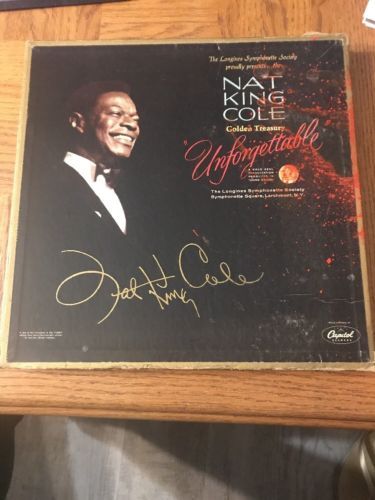 The Longines Symphonette Society
proudly presents... the
NAT
KING
COLE
Golden Treasury
"Unforgettable"
The Longines Symphonette Society
Symphonette Square, Larchmont, N.Y.
Nat King Cole
Capitol
RECORDS